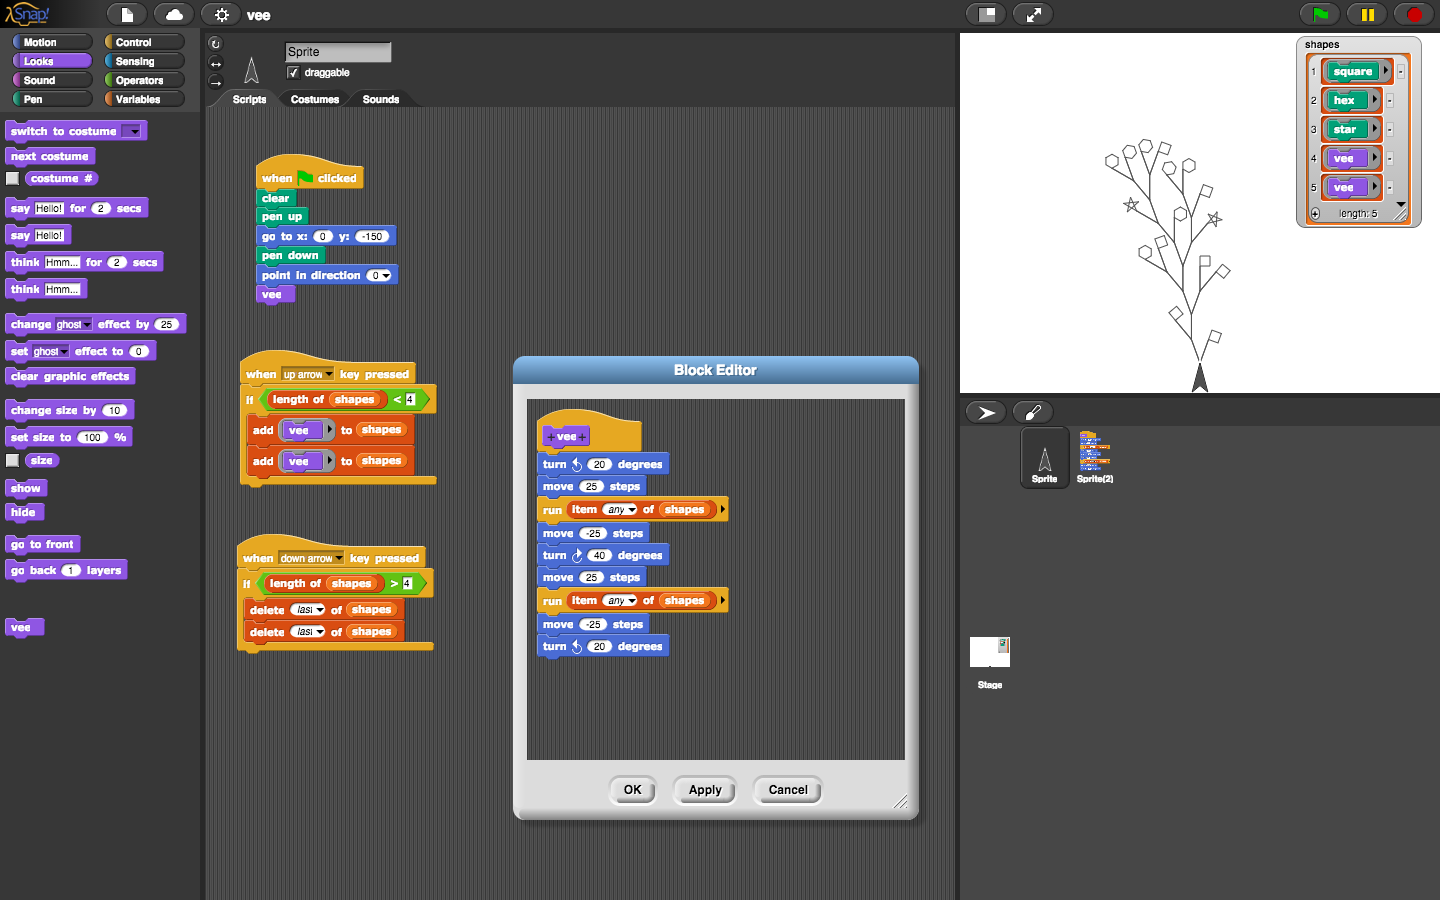 Snap!
vee
Motion Control
Looks Sensing
Sound Operators
Pen Variables
switch to costume
next costume
costume #
say Hello! for 2 secs
say Hello!
think Hmm... for 2 secs
think Hmm...
change ghost effect by 25
set ghost effect to 0
clear graphic effects
change size by 10
set size to 100 %
size
show
hide
go to front
go back 1 layers
vee
Sprite
draggable
Scripts Costumes Sounds
when clicked
clear
pen up
go to x: 0 y: -150
pen down
point in direction 0
vee
when up arrow key pressed
if length of shapes < 4
add vee to shapes
add vee to shapes
when down arrow key pressed
if length of shapes > 4
delete last of shapes
delete last of shapes
Block Editor
+ vee +
turn 20 degrees
move 25 steps
run item any of shapes
move -25 steps
turn 40 degrees
move 25 steps
run item any of shapes
move -25 steps
turn 20 degrees
OK Apply Cancel
shapes
1 square -
2 hex -
3 star -
4 vee -
5 vee -
+ length: 5
Sprite Sprite(2)
Stage